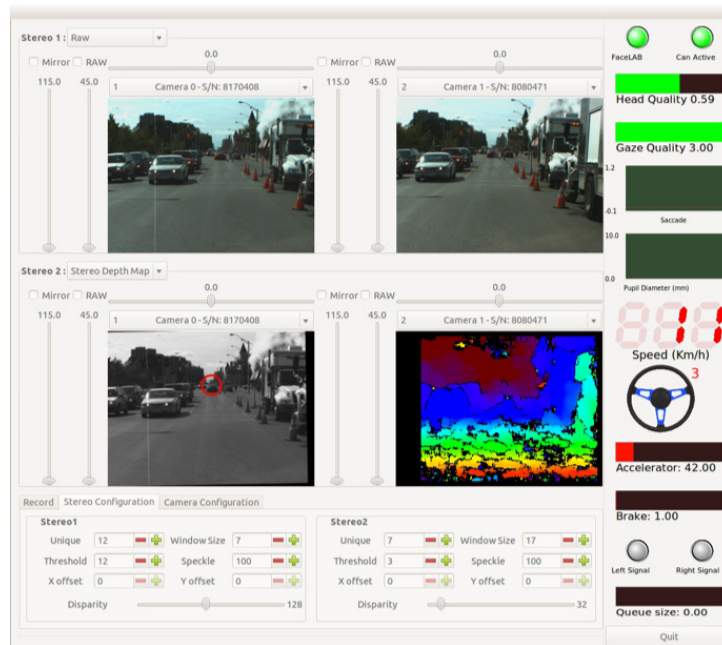 Stereo 1 : Raw
0.0 0.0
Mirror RAW Mirror RAW
115.0 45.0 1 Camera 0 - S/N: 8170408 115.0 45.0 2 Camera 1 - S/N: 8080471
Stereo 2 : Stereo Depth Map
0.0 0.0
Mirror RAW Mirror RAW
115.0 45.0 1 Camera 0 - S/N: 8170408 115.0 45.0 2 Camera 1 - S/N: 8080471
Record Stereo Configuration Camera Configuration
Stereo1
Unique 12 Window Size 7
Threshold 12 Speckle 100
X offset 0 Y offset 0
Disparity 128
Stereo2
Unique 7 Window Size 17
Threshold 3 Speckle 100
X offset 0 Y offset 0
Disparity 32
FaceLAB Can Active
Head Quality 0.59
Gaze Quality 3.00
1.2
-0.1
Saccade
10.0
0.0
Pupil Diameter (mm)
11
Speed (Km/h)
3
Accelerator: 42.00
Brake: 1.00
Left Signal Right Signal
Queue size: 0.00
Quit